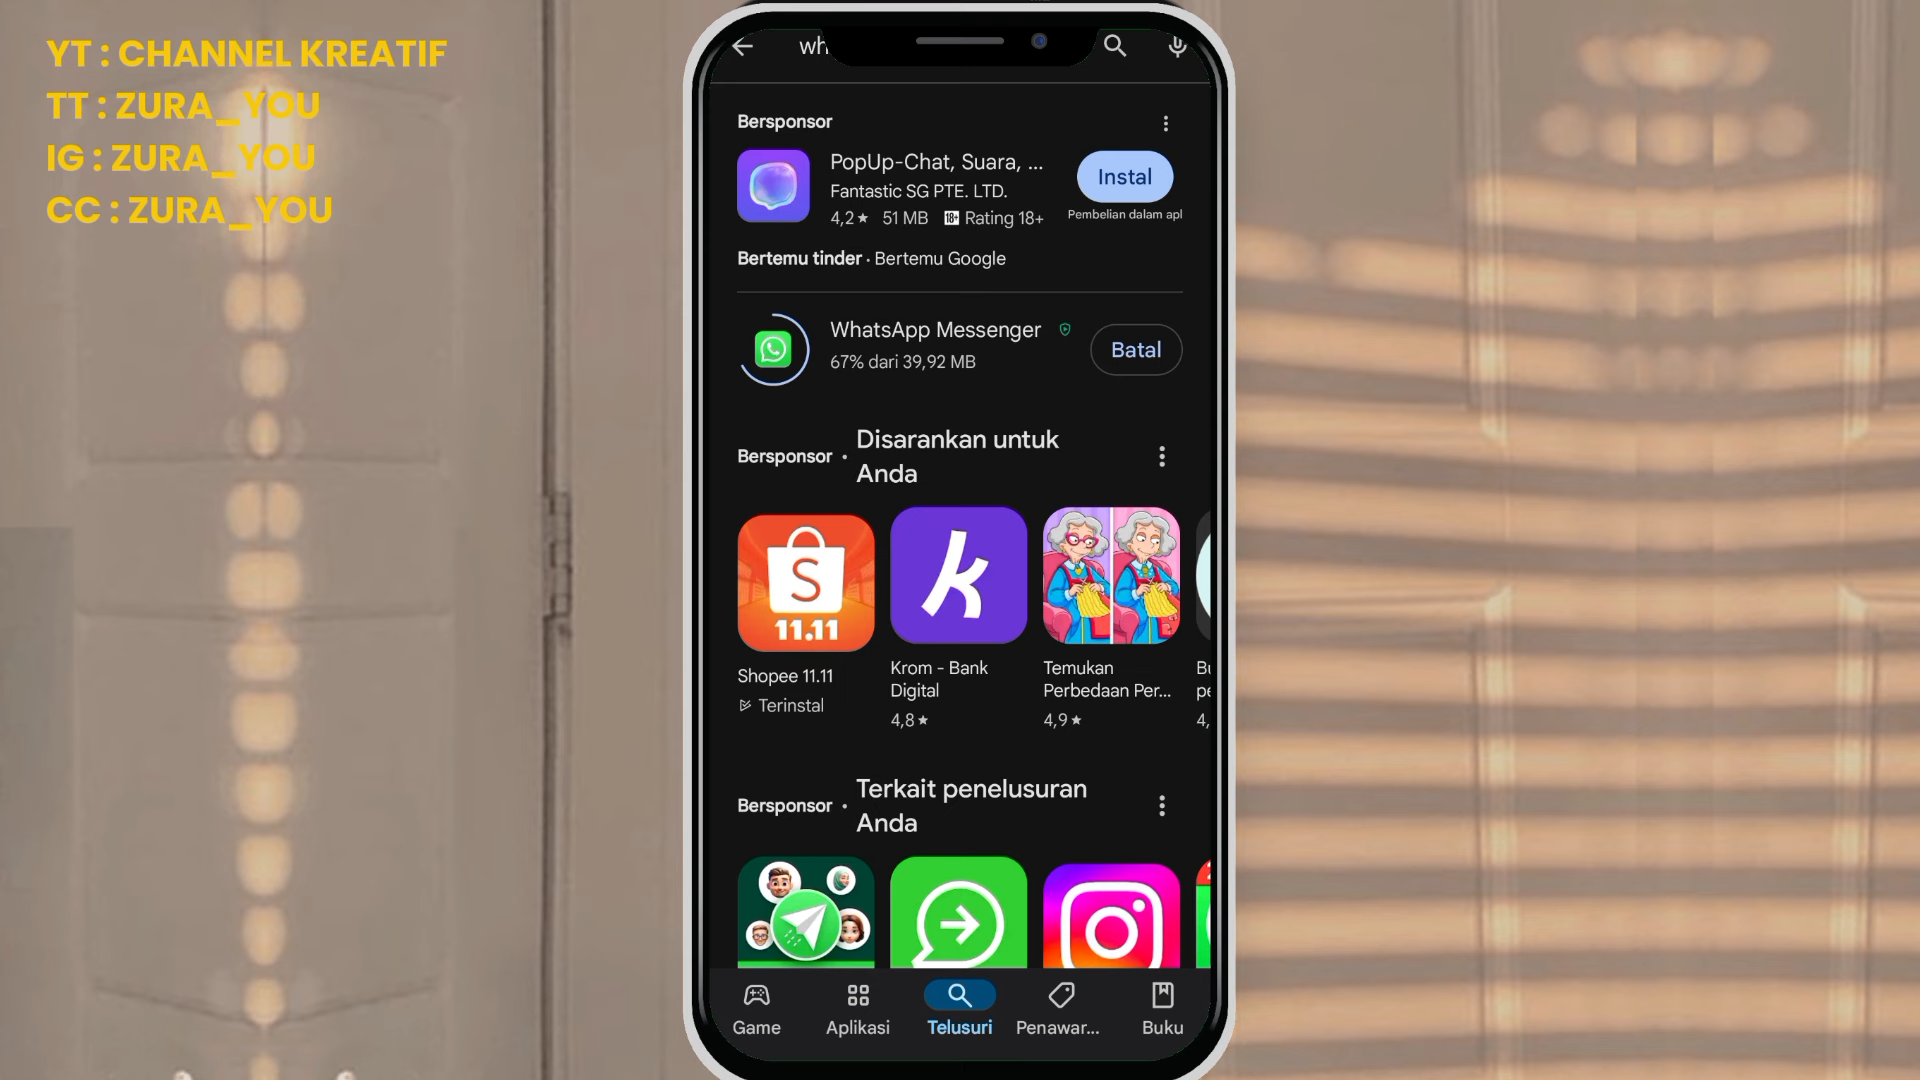 YT : CHANNEL KREATIF
TT : ZURA_YOU
IG : ZURA_YOU
CC : ZURA_YOU
Bersponsor
PopUp-Chat, Suara, ...
Fantastic SG PTE. LTD.
4,2★ 51 MB 18+ Rating 18+
Instal
Pembelian dalam apl
Bertemu tinder · Bertemu Google
WhatsApp Messenger
67% dari 39,92 MB
Batal
Bersponsor · Disarankan untuk
Anda
S
11.11
k
Shopee 11.11
Terinstal
Krom - Bank
Digital
4,8★
Temukan
Perbedaan Per...
4,9★
Bersponsor · Terkait penelusuran
Anda
Game
Aplikasi
Telusuri
Penawar...
Buku